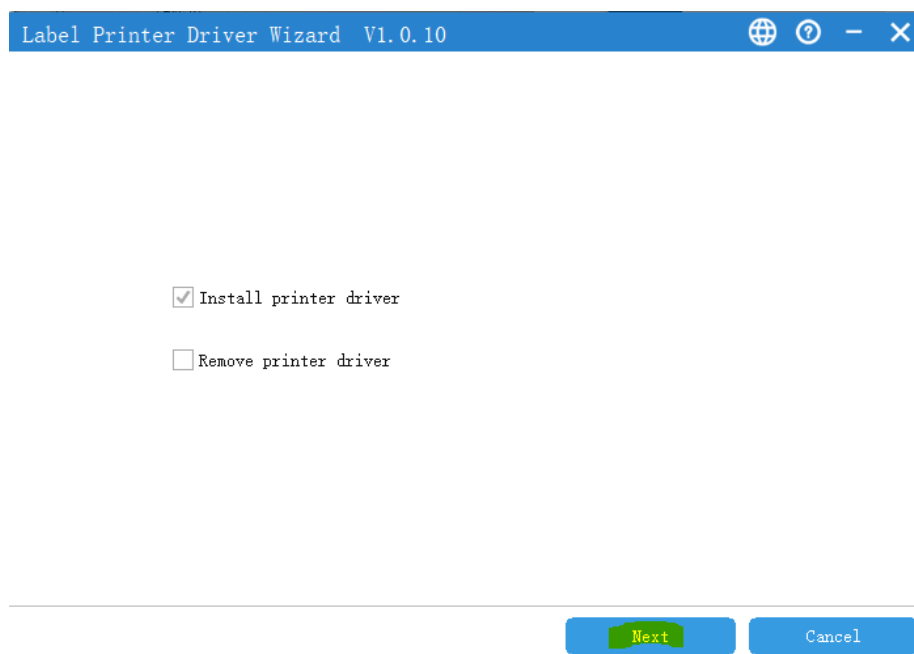 Label Printer Driver Wizard V1.0.10
Install printer driver
Remove printer driver
Next
Cancel